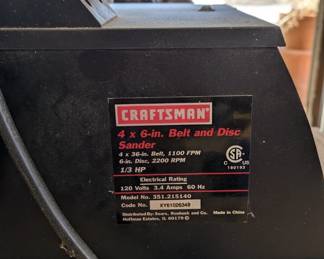 CRAFTSMAN
4 x 6-in. Belt and Disc
Sander
4 x 36-in. Belt, 1100 FPM
6-in. Disc, 2200 RPM
1/3 HP
C US
Electrical Rating
120 Volts 3.4 Amps 60 Hz
Model No. 351.215140
Code No.
Distributed By: Sears, Roebuck and Co.
Hoffman Estates, IL 60179
Made in China